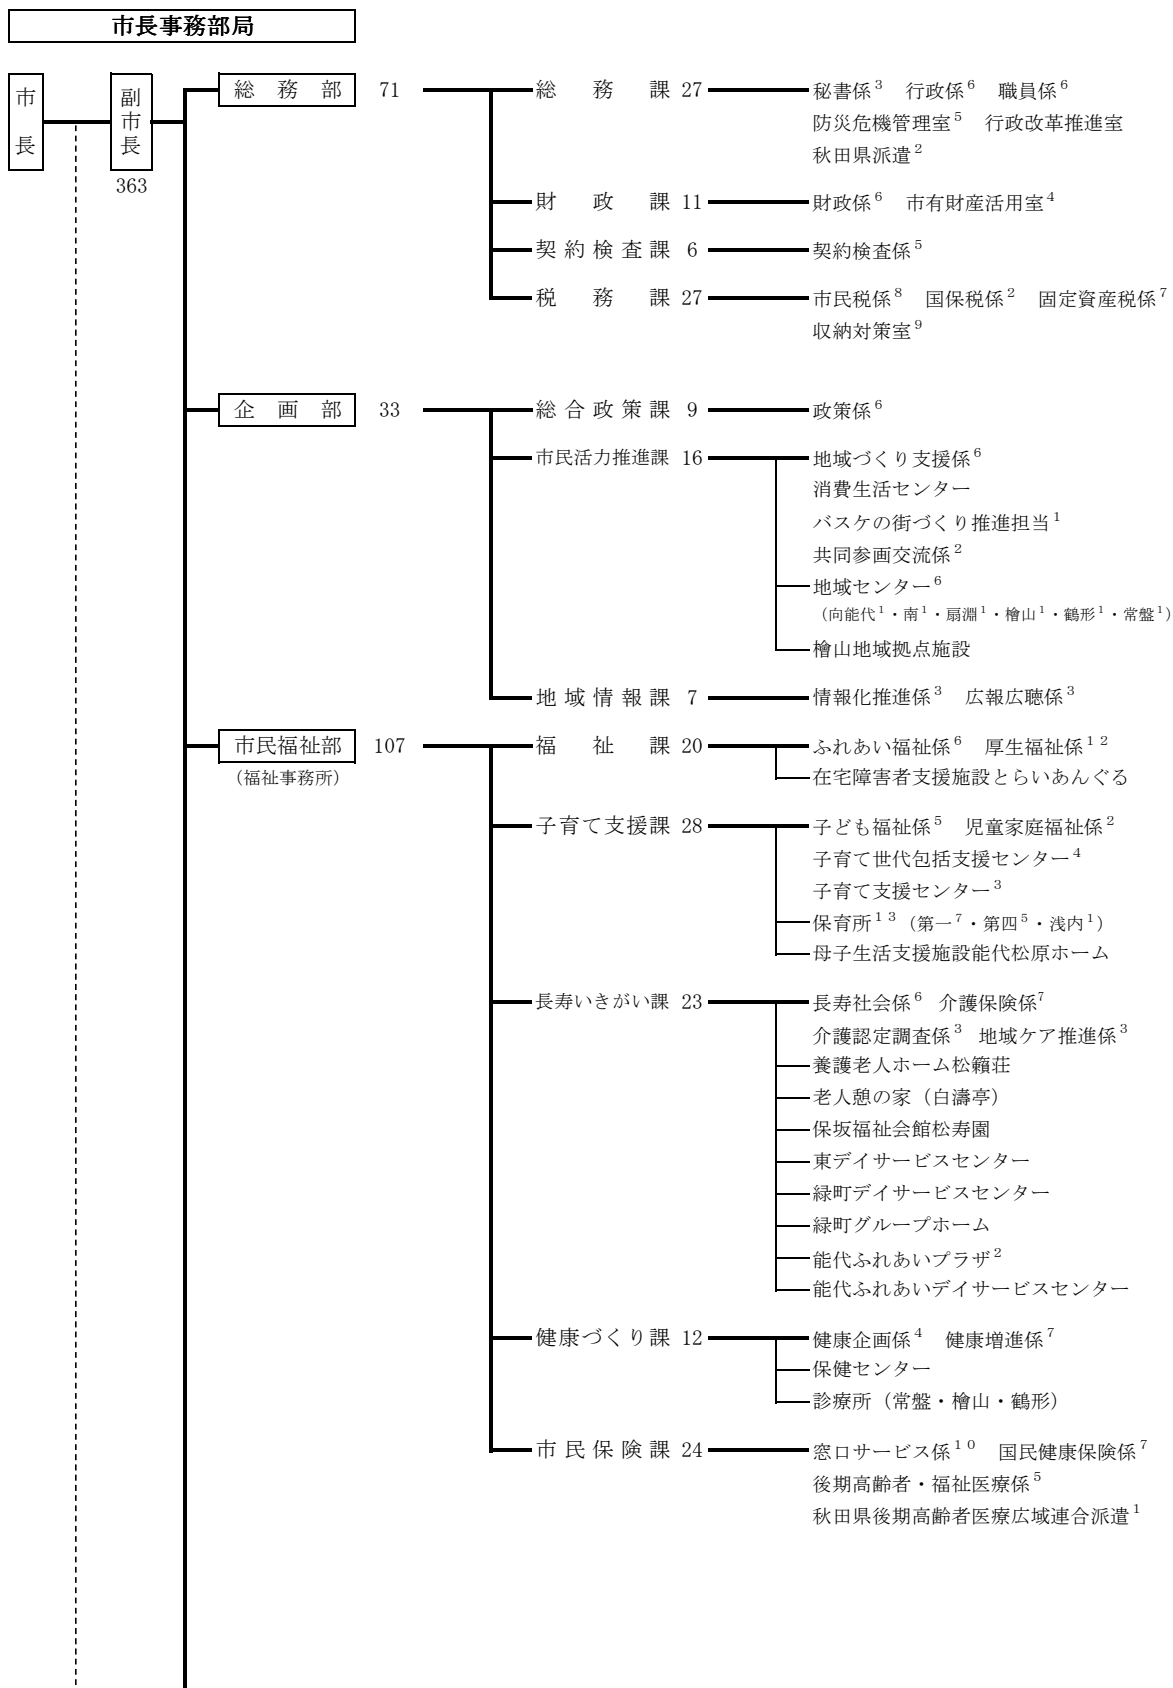 市長事務部局
市長
副市長
363
総務部 71
総務課 27
秘書係3 行政係6 職員係6
防災危機管理室5 行政改革推進室
秋田県派遣2
財政課 11
財政係6 市有財産活用室4
契約検査課 6
契約検査係5
税務課 27
市民税係8 国保税係2 固定資産税係7
収納対策室9
企画部 33
総合政策課 9
政策係6
市民活力推進課 16
地域づくり支援係6
消費生活センター
バスケの街づくり推進担当1
共同参画交流係2
地域センター6
（向能代1・南1・扇淵1・檜山1・鶴形1・常盤1）
檜山地域拠点施設
地域情報課 7
情報化推進係3 広報広聴係3
市民福祉部 107
（福祉事務所）
福祉課 20
ふれあい福祉係6 厚生福祉係12
在宅障害者支援施設とらいあんぐる
子育て支援課 28
子ども福祉係5 児童家庭福祉係2
子育て世代包括支援センター4
子育て支援センター3
保育所13（第一7・第四5・浅内1）
母子生活支援施設能代松原ホーム
長寿いきがい課 23
長寿社会係6 介護保険係7
介護認定調査係3 地域ケア推進係3
養護老人ホーム松籟荘
老人憩の家（白濤亭）
保坂福祉会館松寿園
東デイサービスセンター
緑町デイサービスセンター
緑町グループホーム
能代ふれあいプラザ2
能代ふれあいデイサービスセンター
健康づくり課 12
健康企画係4 健康増進係7
保健センター
診療所（常盤・檜山・鶴形）
市民保険課 24
窓口サービス係10 国民健康保険係7
後期高齢者・福祉医療係5
秋田県後期高齢者医療広域連合派遣1